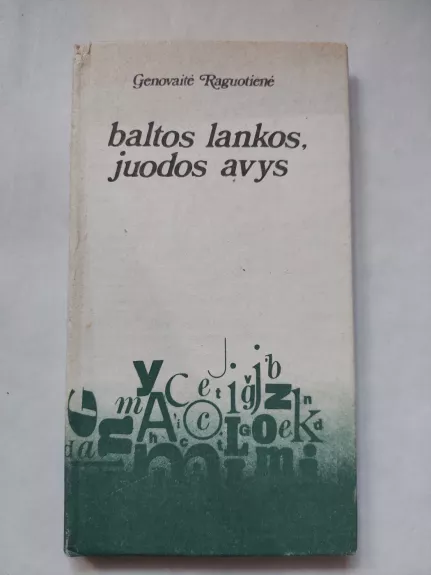 Genovaitė Raguotienė
baltos lankos,
juodos avys